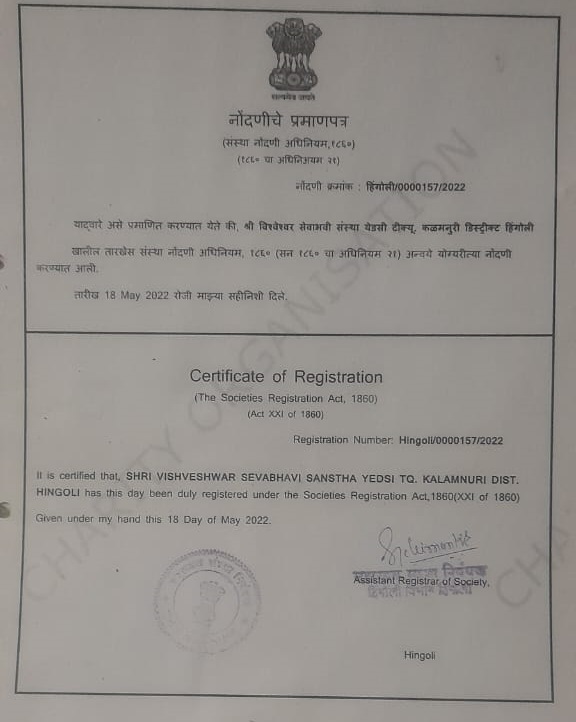 सत्यमेव जयते
नोंदणीचे प्रमाणपत्र
(संस्था नोंदणी अधिनियम,१८६०)
(१८६० चा अधिनिअयम २१)
नोंदणी क्रमांक : हिंगोली/0000157/2022
याद्वारे असे प्रमाणित करण्यात येते की, श्री विश्वेश्वर सेवाभवी संस्था येडसी टीक्यू. कळमनुरी डिस्ट्रीक्ट हिंगोली
खालील तारखेस संस्था नोंदणी अधिनियम, १८६० (सन १८६० चा अधिनियम २१) अन्वये योग्यरीत्या नोंदणी
करण्यात आली.
तारीख 18 May 2022 रोजी माझ्या सहीनिशी दिले.
Certificate of Registration
(The Societies Registration Act, 1860)
(Act XXI of 1860)
Registration Number: Hingoli/0000157/2022
It is certified that, SHRI VISHVESHWAR SEVABHAVI SANSTHA YEDSI TQ. KALAMNURI DIST.
HINGOLI has this day been duly registered under the Societies Registration Act,1860(XXI of 1860)
Given under my hand this 18 Day of May 2022.
Assistant Registrar of Society,
हिंगोली विभाग हिंगोली
Hingoli
CHARITY ORGANISATION